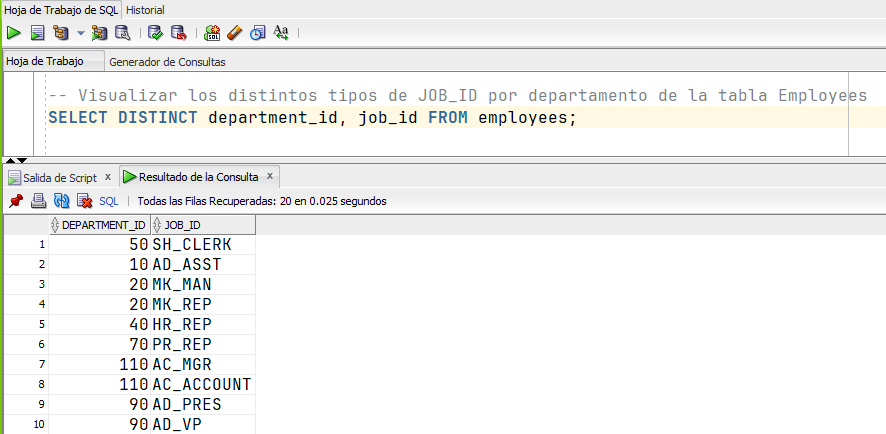 Hoja de Trabajo de SQL Historial
Hoja de Trabajo Generador de Consultas
-- Visualizar los distintos tipos de JOB_ID por departamento de la tabla Employees
SELECT DISTINCT department_id, job_id FROM employees;
Salida de Script x Resultado de la Consulta x
SQL | Todas las Filas Recuperadas: 20 en 0.025 segundos
DEPARTMENT_ID JOB_ID
1 50 SH_CLERK
2 10 AD_ASST
3 20 MK_MAN
4 20 MK_REP
5 40 HR_REP
6 70 PR_REP
7 110 AC_MGR
8 110 AC_ACCOUNT
9 90 AD_PRES
10 90 AD_VP